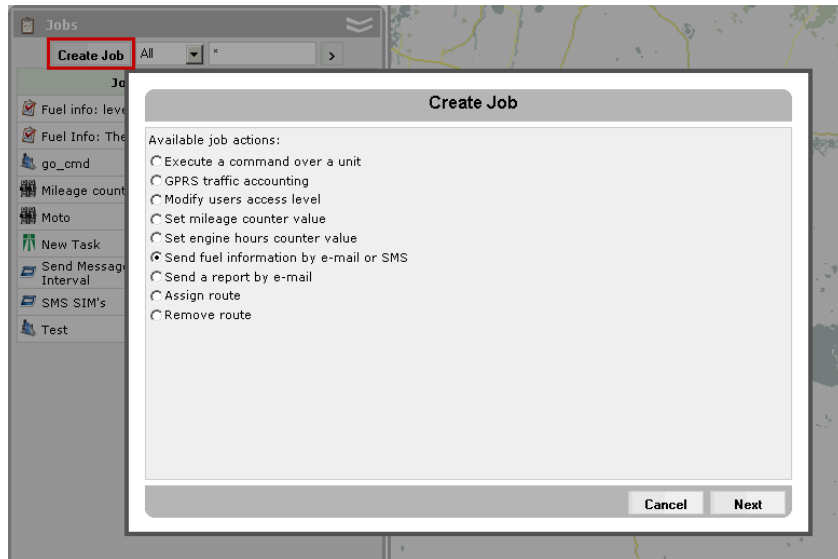 Jobs
Create Job All * >
Jo
Create Job
Fuel info: leve
Fuel Info: The
go_cmd
Mileage count
Moto
New Task
Send Messag
Interval
SMS SIM's
Test
Available job actions:
Execute a command over a unit
GPRS traffic accounting
Modify users access level
Set mileage counter value
Set engine hours counter value
Send fuel information by e-mail or SMS
Send a report by e-mail
Assign route
Remove route
Cancel Next